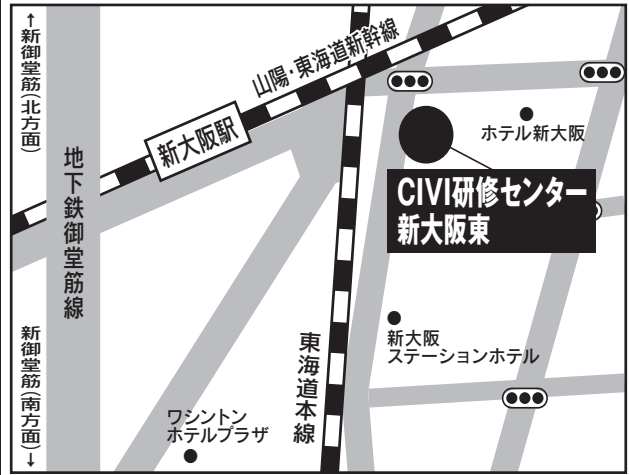 ↑新御堂筋(北方面)
山陽・東海道新幹線
新大阪駅
地下鉄御堂筋線
ホテル新大阪
CIVI研修センター
新大阪東
新大阪
ステーションホテル
東海道本線
ワシントン
ホテルプラザ
新御堂筋(南方面)↓